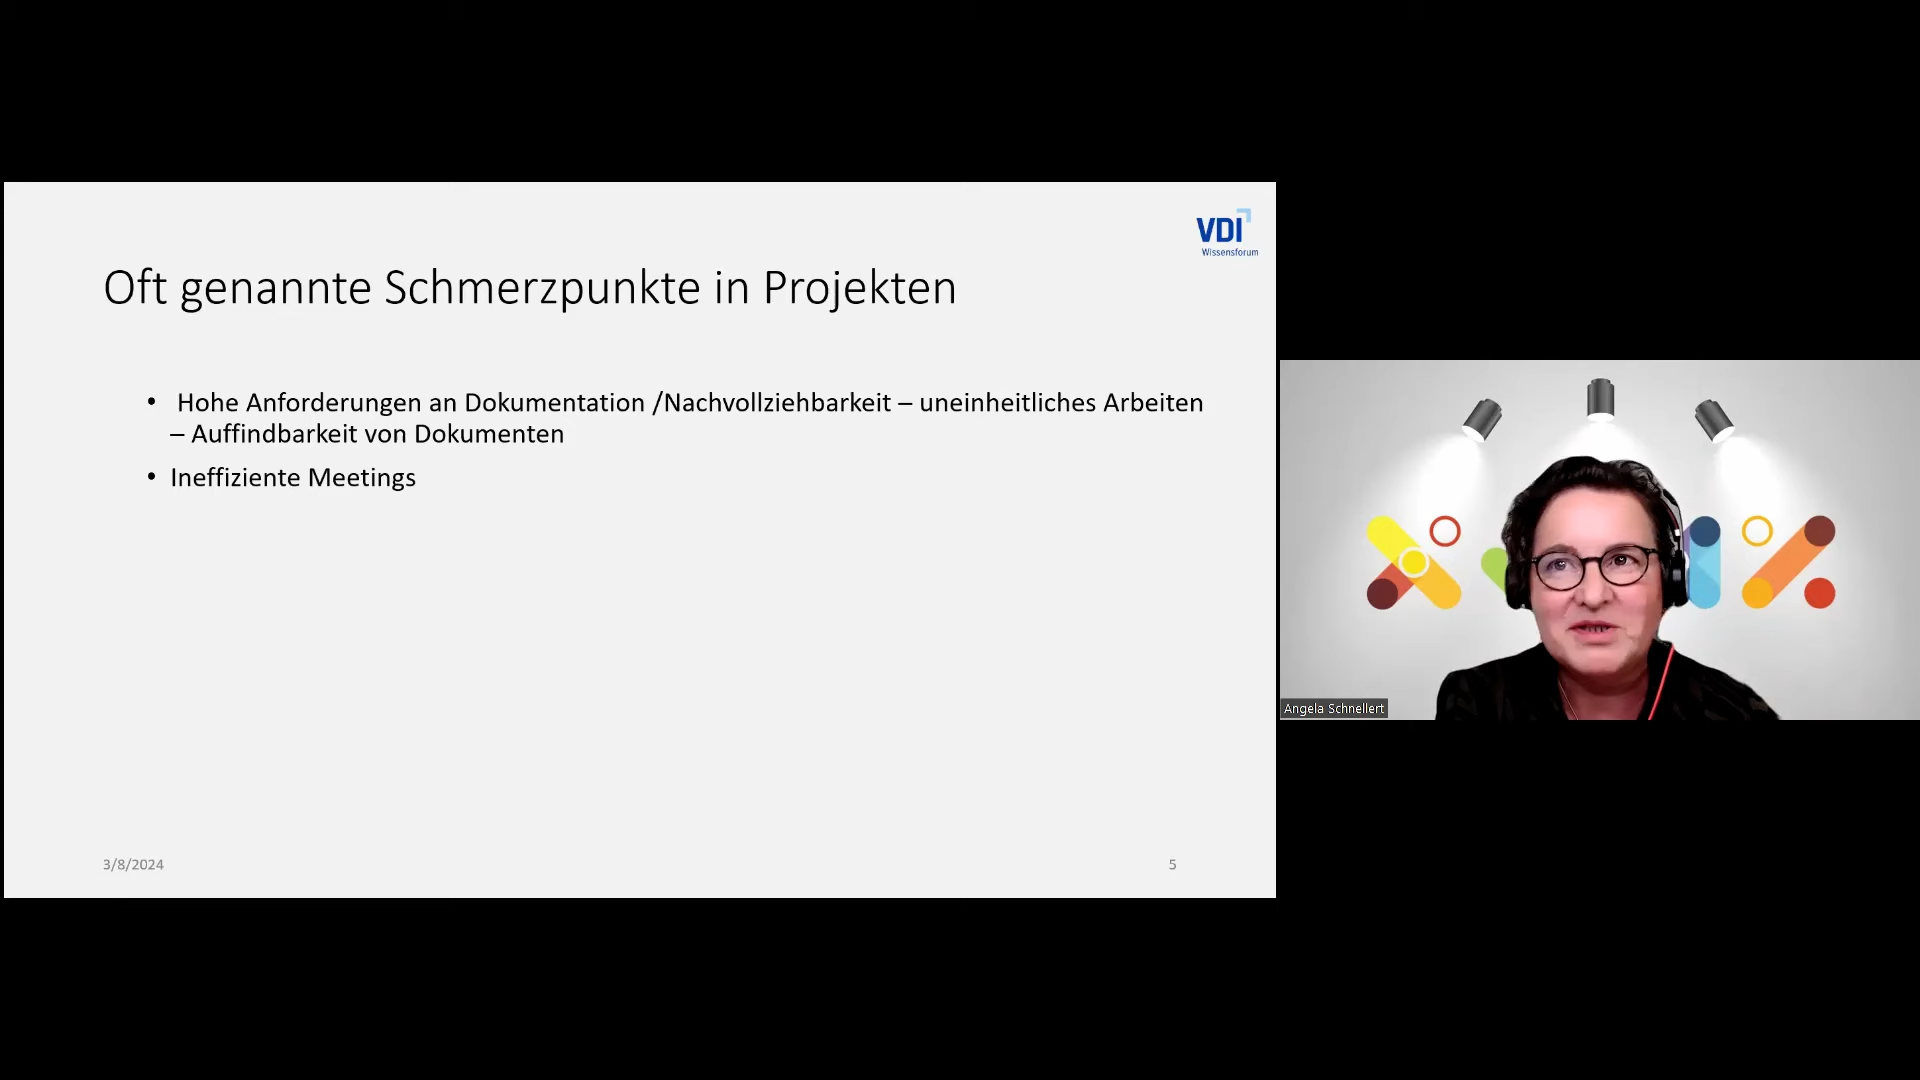 VDI
Wissensforum
Oft genannte Schmerzpunkte in Projekten
• Hohe Anforderungen an Dokumentation /Nachvollziehbarkeit – uneinheitliches Arbeiten
– Auffindbarkeit von Dokumenten
• Ineffiziente Meetings
3/8/2024
5
Angela Schnellert